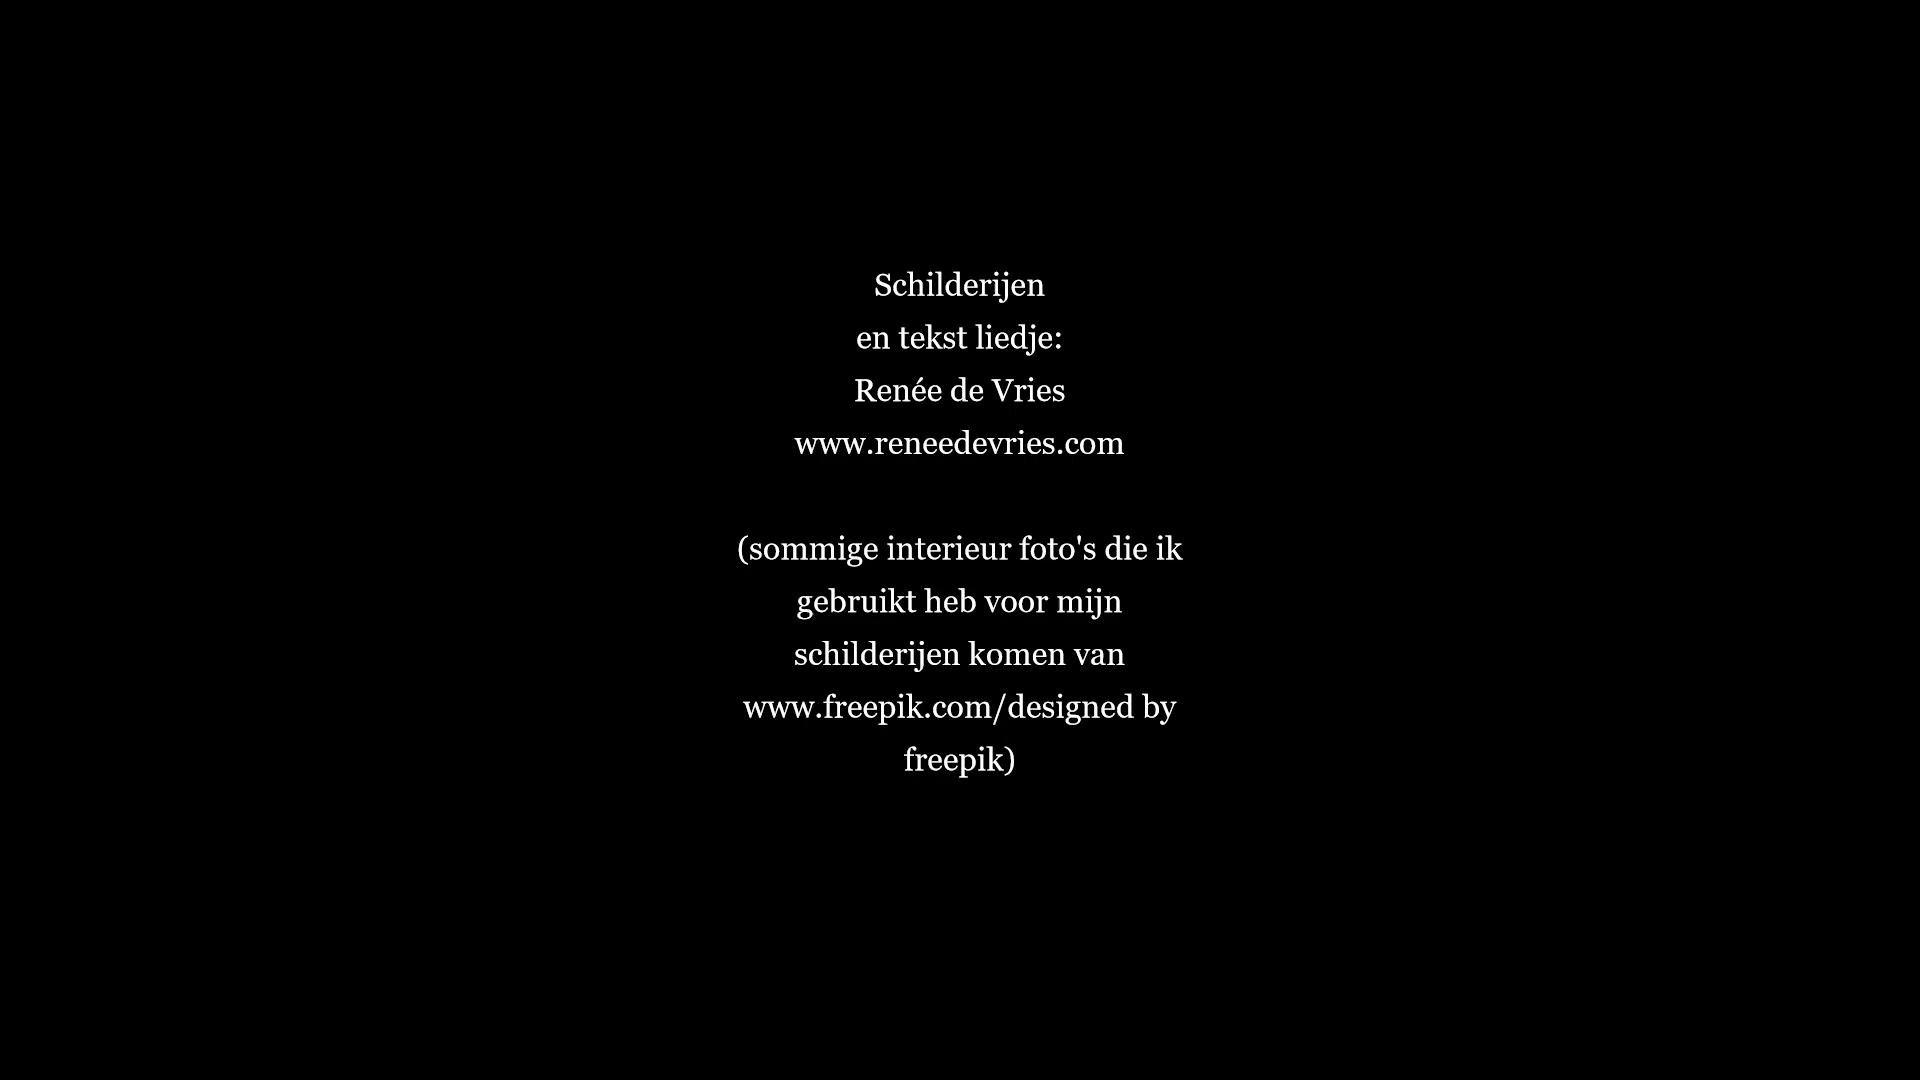 Schilderijen
en tekst liedje:
Renée de Vries
www.reneedevries.com
(sommige interieur foto's die ik
gebruikt heb voor mijn
schilderijen komen van
www.freepik.com/designed by
freepik)